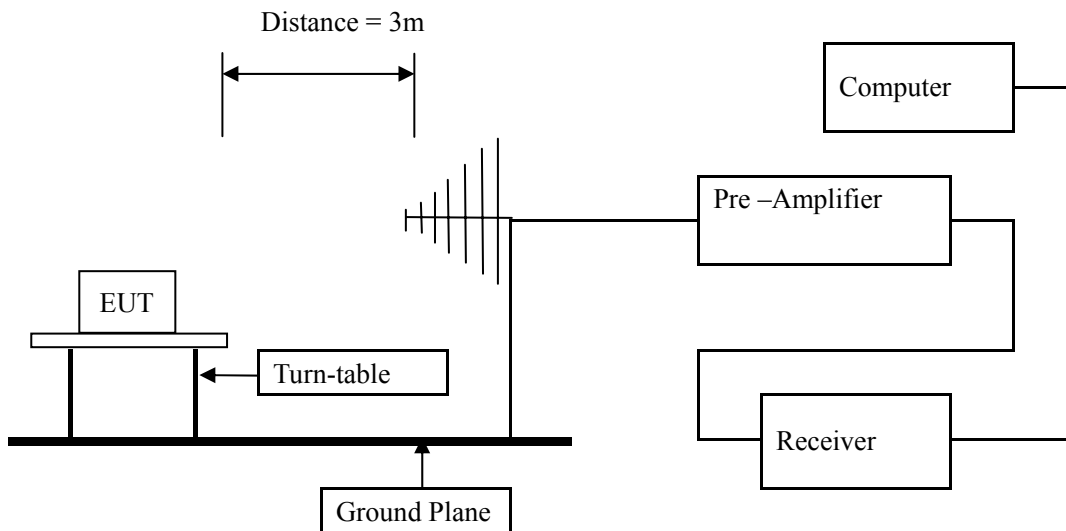 Distance = 3m
Computer
Pre –Amplifier
EUT
Turn-table
Receiver
Ground Plane